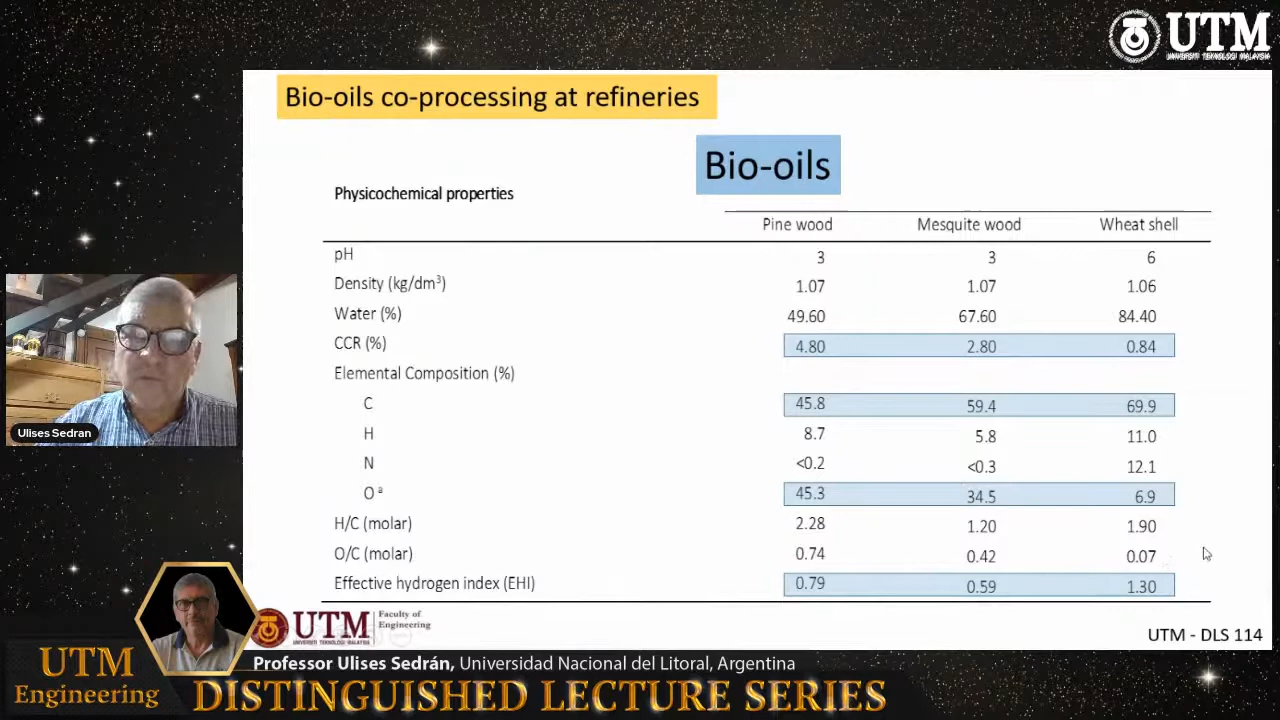 UTM
UNIVERSITI TEKNOLOGI MALAYSIA
Bio-oils co-processing at refineries
Bio-oils
Physicochemical properties
Pine wood Mesquite wood Wheat shell
pH 3 3 6
Density (kg/dm³) 1.07 1.07 1.06
Water (%) 49.60 67.60 84.40
CCR (%) 4.80 2.80 0.84
Elemental Composition (%)
C 45.8 59.4 69.9
H 8.7 5.8 11.0
N <0.2 <0.3 12.1
O ª 45.3 34.5 6.9
H/C (molar) 2.28 1.20 1.90
O/C (molar) 0.74 0.42 0.07
Effective hydrogen index (EHI) 0.79 0.59 1.30
Ulises Sedran
UTM
UNIVERSITI TEKNOLOGI MALAYSIA
Faculty of
Engineering
UTM - DLS 114
Professor Ulises Sedrán, Universidad Nacional del Litoral, Argentina
UTM
Engineering
DISTINGUISHED LECTURE SERIES